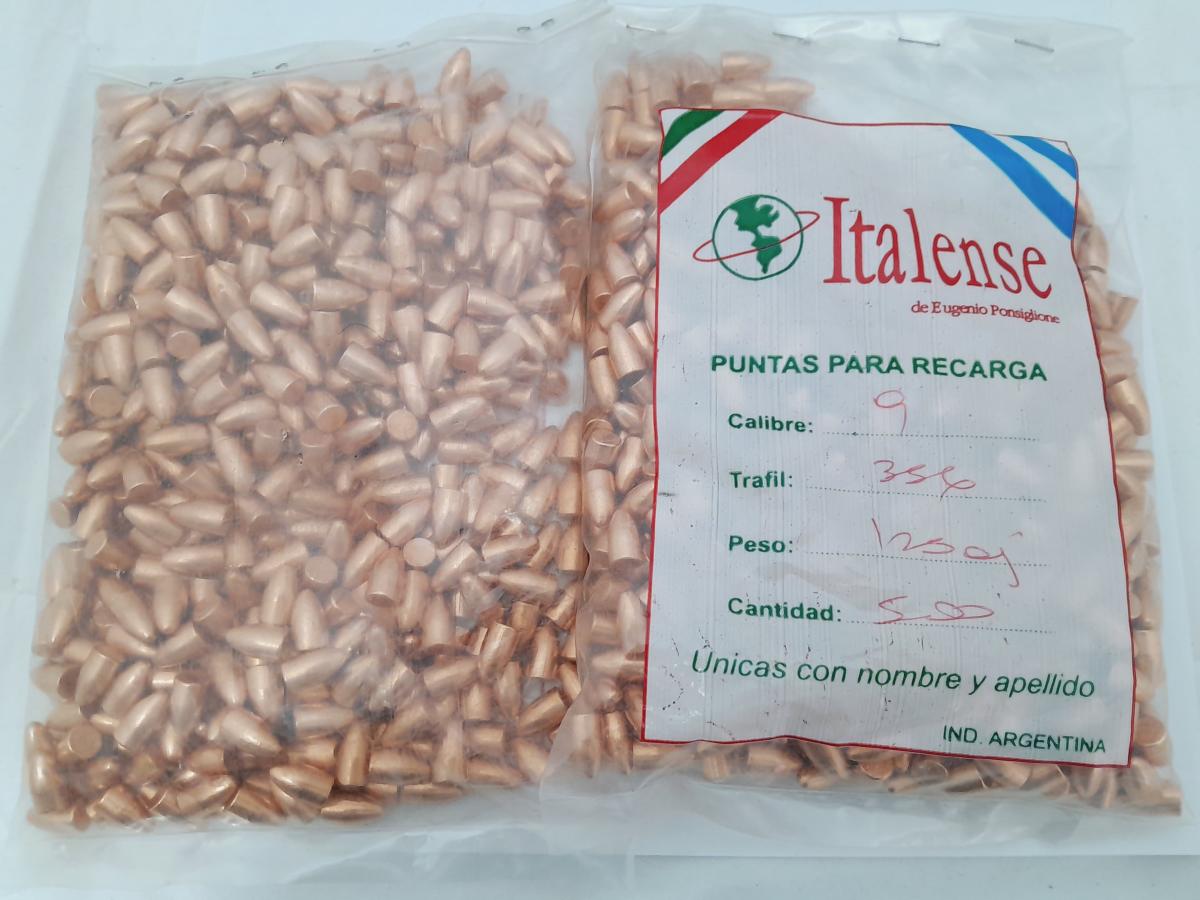 Italense
de Eugenio Ponsiglione
PUNTAS PARA RECARGA
Calibre: 9
Trafil: 356
Peso: 125 gr
Cantidad: 500
Unicas con nombre y apellido
IND. ARGENTINA